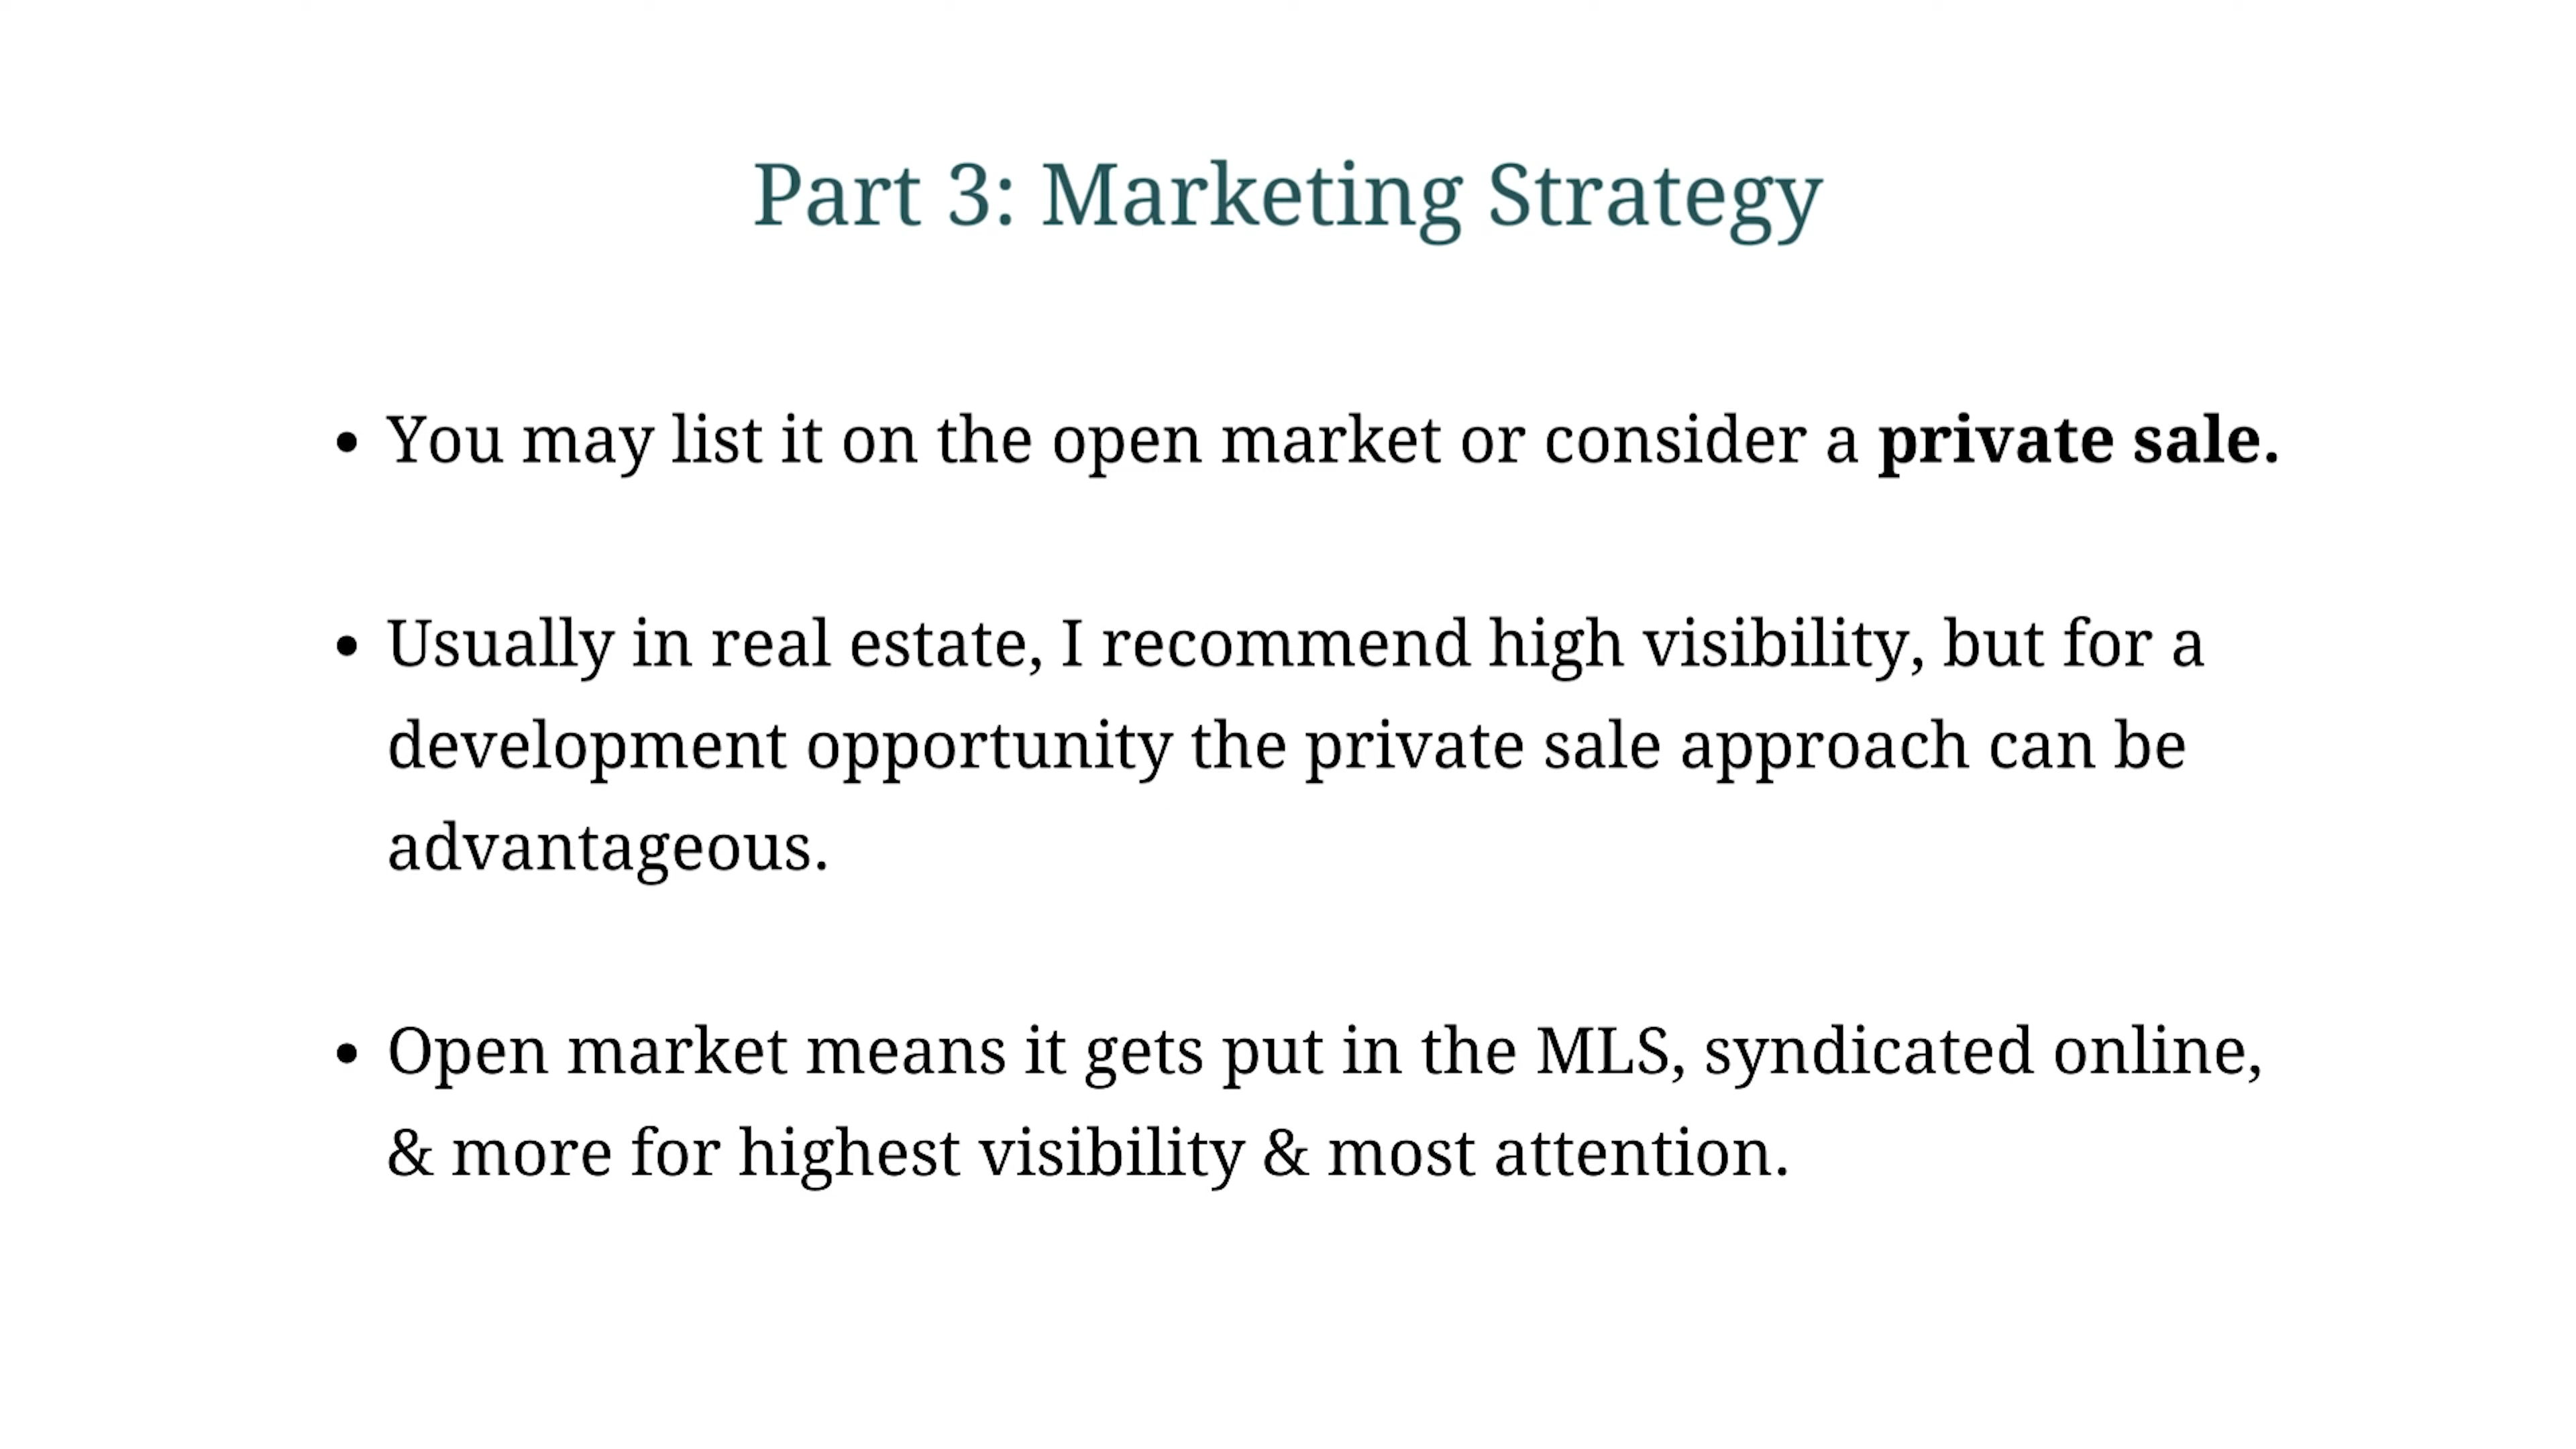 Part 3: Marketing Strategy
• You may list it on the open market or consider a private sale.
• Usually in real estate, I recommend high visibility, but for a
development opportunity the private sale approach can be
advantageous.
• Open market means it gets put in the MLS, syndicated online,
& more for highest visibility & most attention.